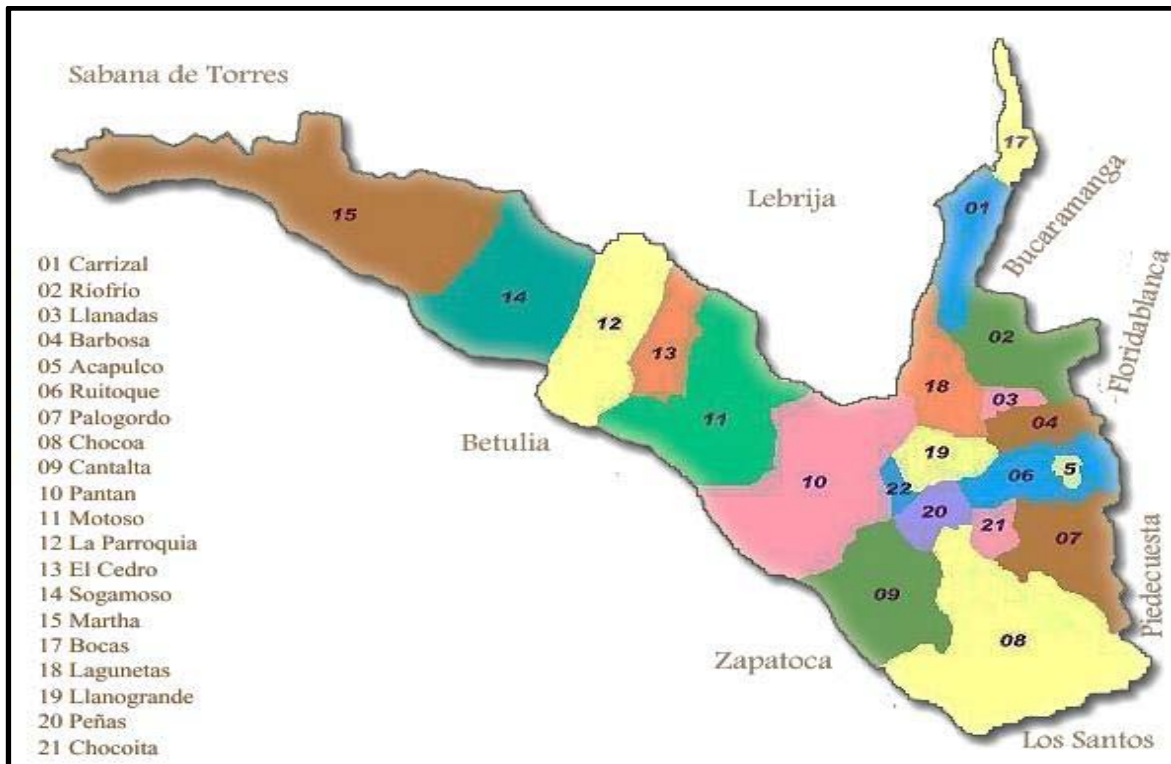 Sabana de Torres
17
Lebrija
01
Bucaramanga
15
01 Carrizal
02 Riofrio
03 Llanadas
04 Barbosa
05 Acapulco
06 Ruitoque
07 Palogordo
08 Chocoa
09 Cantalta
10 Pantan
11 Motoso
12 La Parroquia
13 El Cedro
14 Sogamoso
15 Martha
17 Bocas
18 Lagunetas
19 Llanogrande
20 Peñas
21 Chocoita
14
12
13
11
Betulia
02
Floridablanca
18
03
04
19
5
06
10
22
20
21
07
Piedecuesta
09
08
Zapatoca
Los Santos